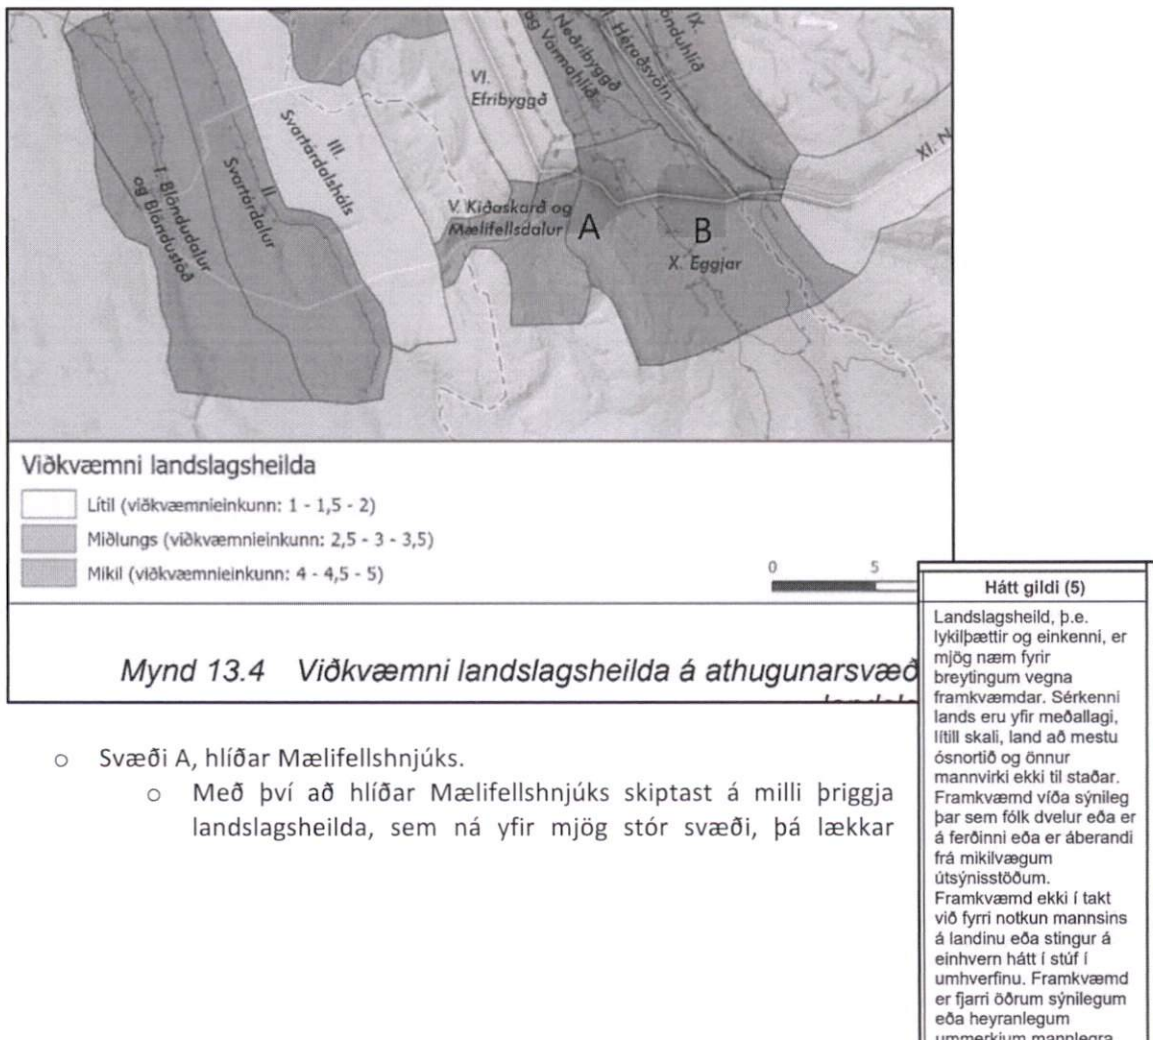 VI.
Efribyggð
og Varmahlíð
Neðribyggð
Héraðsvötn
IX.
III.
Svartárdalsháls
I. Blöndudalur
og Blöndustöð
II.
Svartárdalur
V. Kiðaskarð og
Mælifellsdalur
A
B
X. Eggjar
XI. N
Viðkvæmni landslagsheilda
Lítil (viðkvæmnieinkunn: 1 - 1,5 - 2)
Miðlungs (viðkvæmnieinkunn: 2,5 - 3 - 3,5)
Mikil (viðkvæmnieinkunn: 4 - 4,5 - 5)
0 5
Mynd 13.4 Viðkvæmni landslagsheilda á athugunarsvæð
Hátt gildi (5)
Landslagsheild, þ.e.
lykilþættir og einkenni, er
mjög næm fyrir
breytingum vegna
framkvæmdar. Sérkenni
lands eru yfir meðallagi,
lítill skali, land að mestu
ósnortið og önnur
mannvirki ekki til staðar.
Framkvæmd víða sýnileg
þar sem fólk dvelur eða er
á ferðinni eða er áberandi
frá mikilvægum
útsýnisstöðum.
Framkvæmd ekki í takt
við fyrri notkun mannsins
á landinu eða stingur á
einhvern hátt í stúf í
umhverfinu. Framkvæmd
er fjarri öðrum sýnilegum
eða heyranlegum
ummerkjum mannlegra
o Svæði A, hlíðar Mælifellshnjúks.
o Með því að hlíðar Mælifellshnjúks skiptast á milli þriggja
landslagsheilda, sem ná yfir mjög stór svæði, þá lækkar